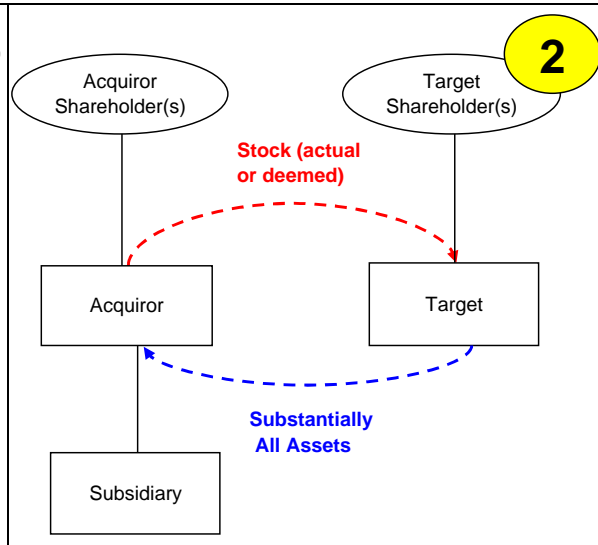 2
Acquiror
Shareholder(s)
Target
Shareholder(s)
Stock (actual
or deemed)
Acquiror
Target
Substantially
All Assets
Subsidiary